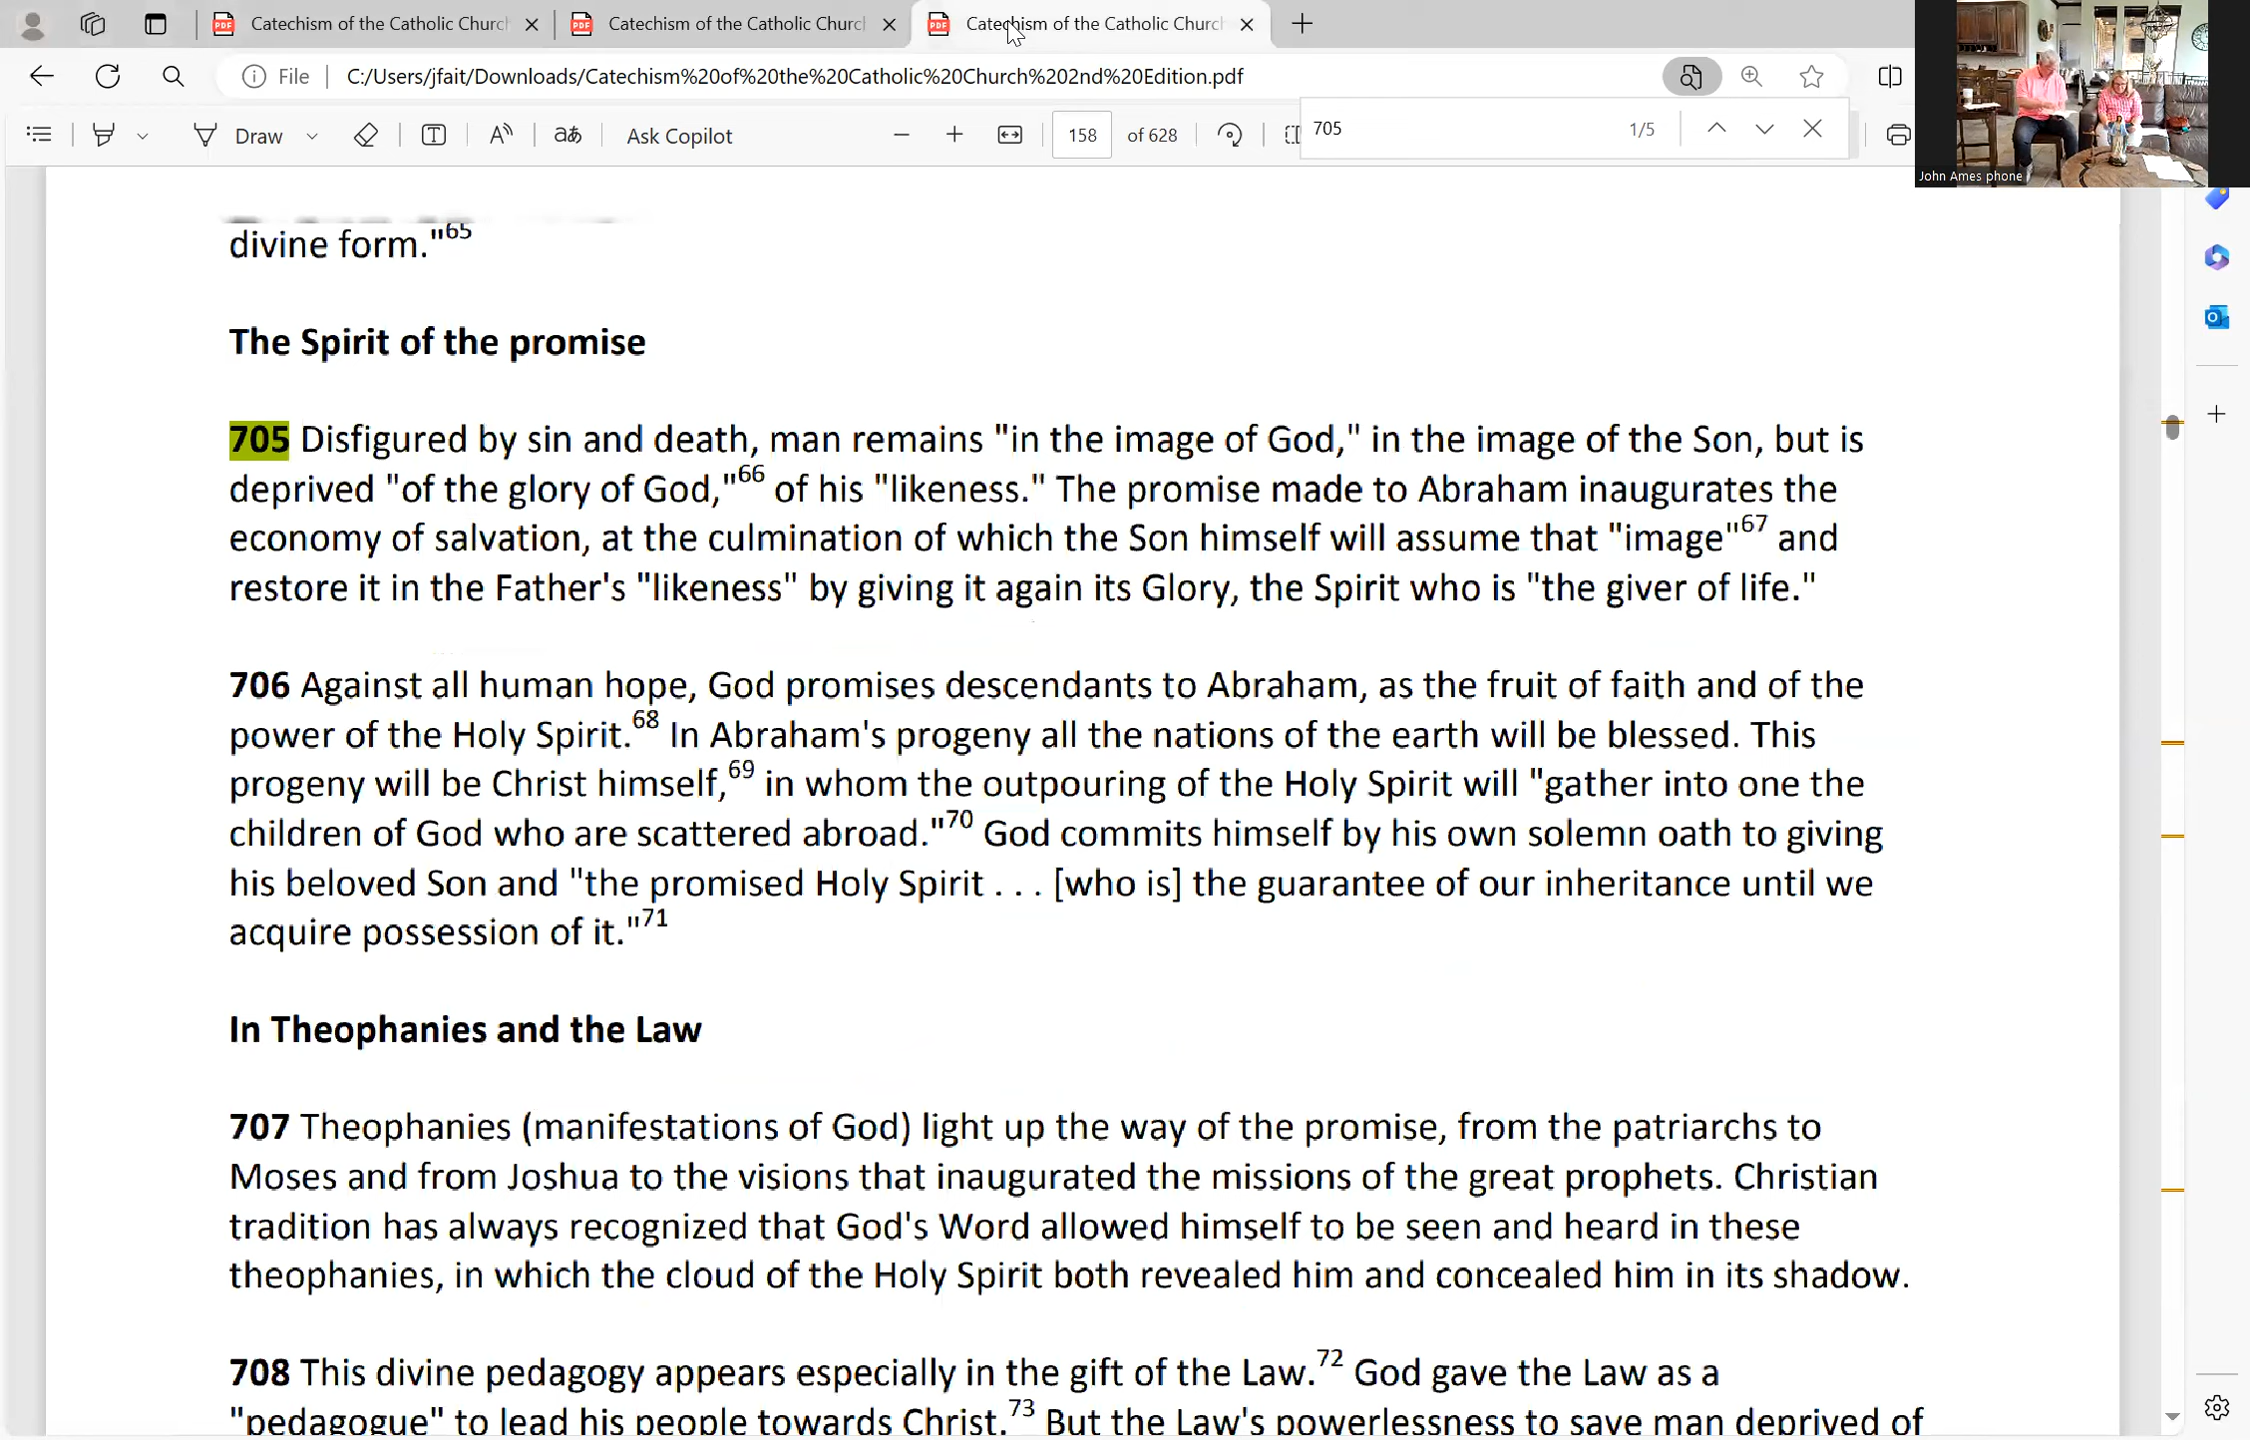 Catechism of the Catholic Church
Catechism of the Catholic Church
Catechism of the Catholic Church
File
C:/Users/jfait/Downloads/Catechism%20of%20the%20Catholic%20Church%202nd%20Edition.pdf
Draw
aあ
Ask Copilot
158 of 628
705
1/5
John Ames phone
divine form."65
The Spirit of the promise
705 Disfigured by sin and death, man remains "in the image of God," in the image of the Son, but is
deprived "of the glory of God,"66 of his "likeness." The promise made to Abraham inaugurates the
economy of salvation, at the culmination of which the Son himself will assume that "image"67 and
restore it in the Father's "likeness" by giving it again its Glory, the Spirit who is "the giver of life."
706 Against all human hope, God promises descendants to Abraham, as the fruit of faith and of the
power of the Holy Spirit.68 In Abraham's progeny all the nations of the earth will be blessed. This
progeny will be Christ himself,69 in whom the outpouring of the Holy Spirit will "gather into one the
children of God who are scattered abroad."70 God commits himself by his own solemn oath to giving
his beloved Son and "the promised Holy Spirit . . . [who is] the guarantee of our inheritance until we
acquire possession of it."71
In Theophanies and the Law
707 Theophanies (manifestations of God) light up the way of the promise, from the patriarchs to
Moses and from Joshua to the visions that inaugurated the missions of the great prophets. Christian
tradition has always recognized that God's Word allowed himself to be seen and heard in these
theophanies, in which the cloud of the Holy Spirit both revealed him and concealed him in its shadow.
708 This divine pedagogy appears especially in the gift of the Law.72 God gave the Law as a
"pedagogue" to lead his people towards Christ.73 But the Law's powerlessness to save man deprived of